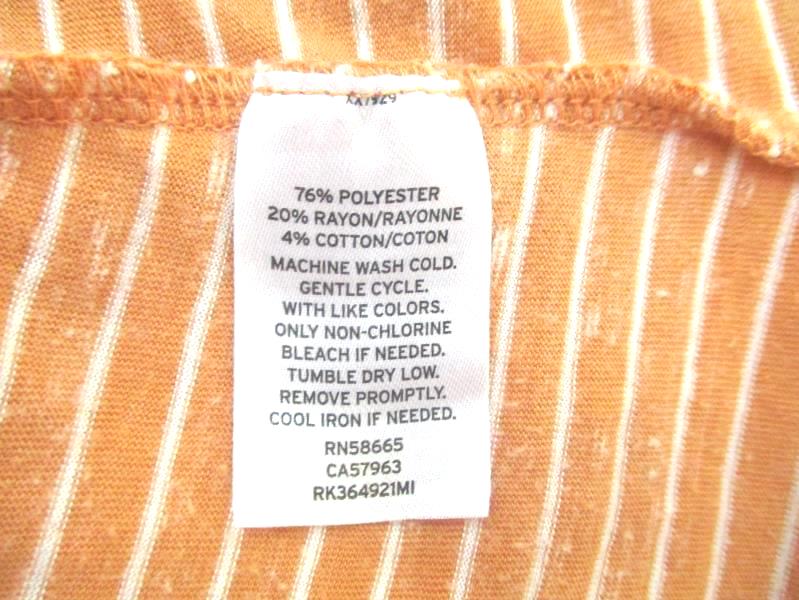 76% POLYESTER
20% RAYON/RAYONNE
4% COTTON/COTON
MACHINE WASH COLD.
GENTLE CYCLE.
WITH LIKE COLORS.
ONLY NON-CHLORINE
BLEACH IF NEEDED.
TUMBLE DRY LOW.
REMOVE PROMPTLY.
COOL IRON IF NEEDED.
RN58665
CA57963
RK364921MI